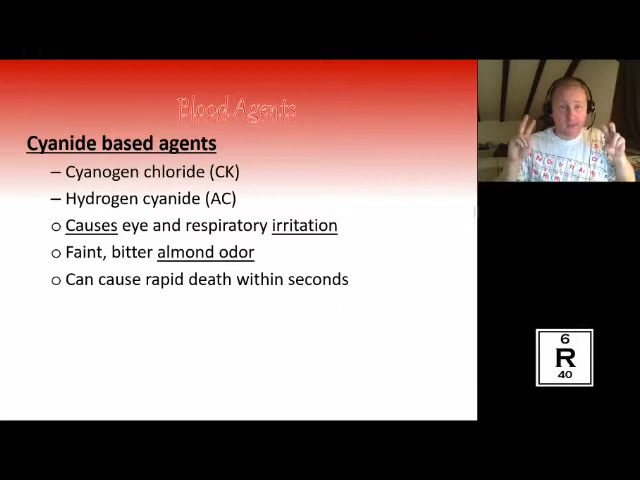 Blood Agents
Cyanide based agents
– Cyanogen chloride (CK)
– Hydrogen cyanide (AC)
o Causes eye and respiratory irritation
o Faint, bitter almond odor
o Can cause rapid death within seconds
6
R
40